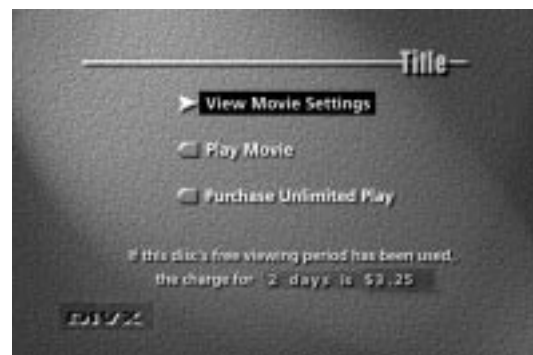 Title
View Movie Settings
Play Movie
Purchase Unlimited Play
If this disc's free viewing period has been used,
the charge for 2 days is $3.25
DIVX